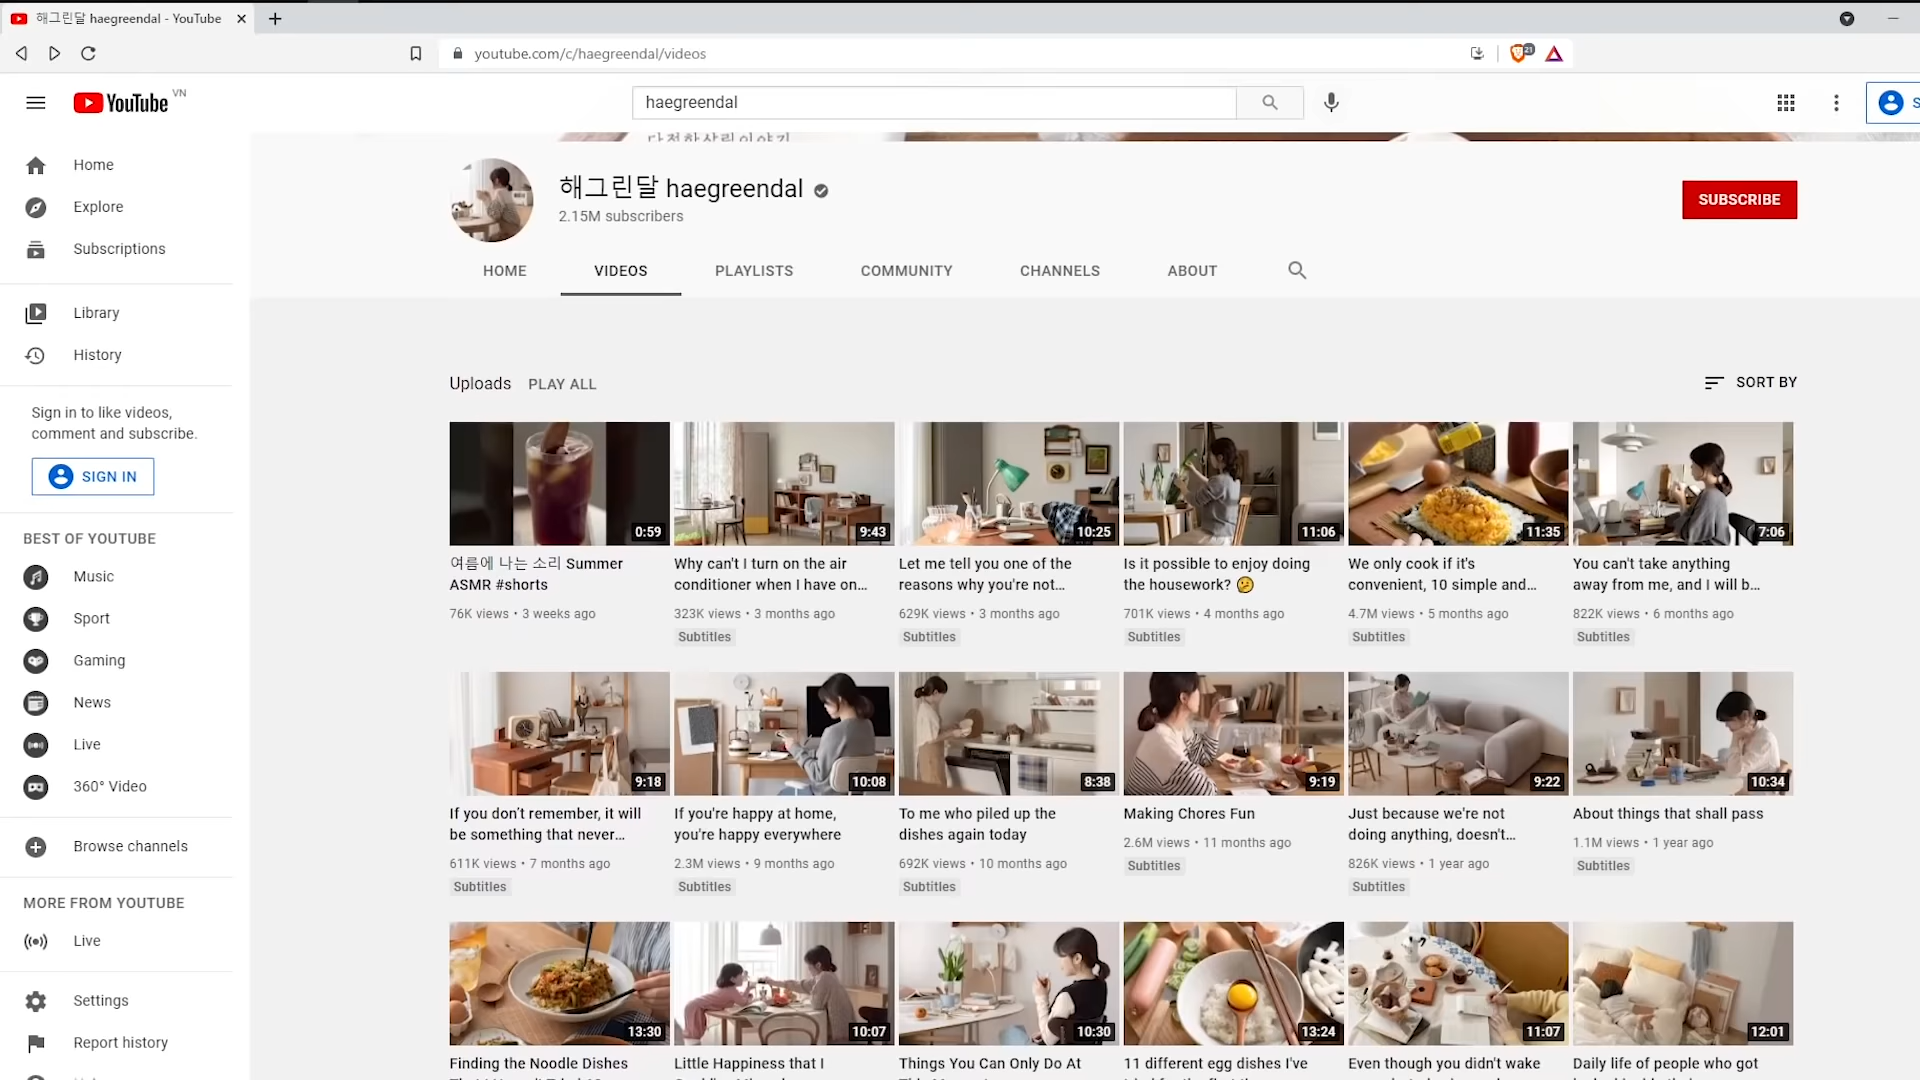 해그린달 haegreendal - YouTube
youtube.com/c/haegreendal/videos
21
YouTube VN
haegreendal
S
Home
Explore
Subscriptions
Library
History
Sign in to like videos,
comment and subscribe.
SIGN IN
BEST OF YOUTUBE
Music
Sport
Gaming
News
Live
360° Video
Browse channels
MORE FROM YOUTUBE
Live
Settings
Report history
해그린달 haegreendal
2.15M subscribers
SUBSCRIBE
HOME VIDEOS PLAYLISTS COMMUNITY CHANNELS ABOUT
Uploads PLAY ALL
SORT BY
0:59
여름에 나는 소리 Summer
ASMR #shorts
76K views • 3 weeks ago
9:43
Why can't I turn on the air
conditioner when I have on...
323K views • 3 months ago
Subtitles
10:25
Let me tell you one of the
reasons why you're not...
629K views • 3 months ago
Subtitles
11:06
Is it possible to enjoy doing
the housework? 🤔
701K views • 4 months ago
Subtitles
11:35
We only cook if it's
convenient, 10 simple and...
4.7M views • 5 months ago
Subtitles
7:06
You can't take anything
away from me, and I will b...
822K views • 6 months ago
Subtitles
9:18
If you don’t remember, it will
be something that never...
611K views • 7 months ago
Subtitles
10:08
If you're happy at home,
you're happy everywhere
2.3M views • 9 months ago
Subtitles
8:38
To me who piled up the
dishes again today
692K views • 10 months ago
Subtitles
9:19
Making Chores Fun
2.6M views • 11 months ago
Subtitles
9:22
Just because we're not
doing anything, doesn't...
826K views • 1 year ago
Subtitles
10:34
About things that shall pass
1.1M views • 1 year ago
Subtitles
13:30
Finding the Noodle Dishes
10:07
Little Happiness that I
10:30
Things You Can Only Do At
13:24
11 different egg dishes I've
11:07
Even though you didn't wake
12:01
Daily life of people who got